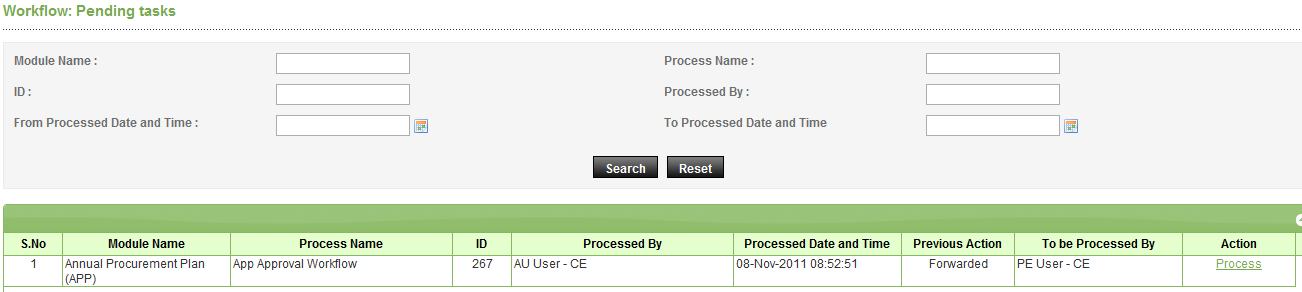 Workflow: Pending tasks
Module Name : Process Name :
ID : Processed By :
From Processed Date and Time : To Processed Date and Time
Search Reset
S.No Module Name Process Name ID Processed By Processed Date and Time Previous Action To be Processed By Action
1 Annual Procurement Plan App Approval Workflow 267 AU User - CE 08-Nov-2011 08:52:51 Forwarded PE User - CE Process
(APP)